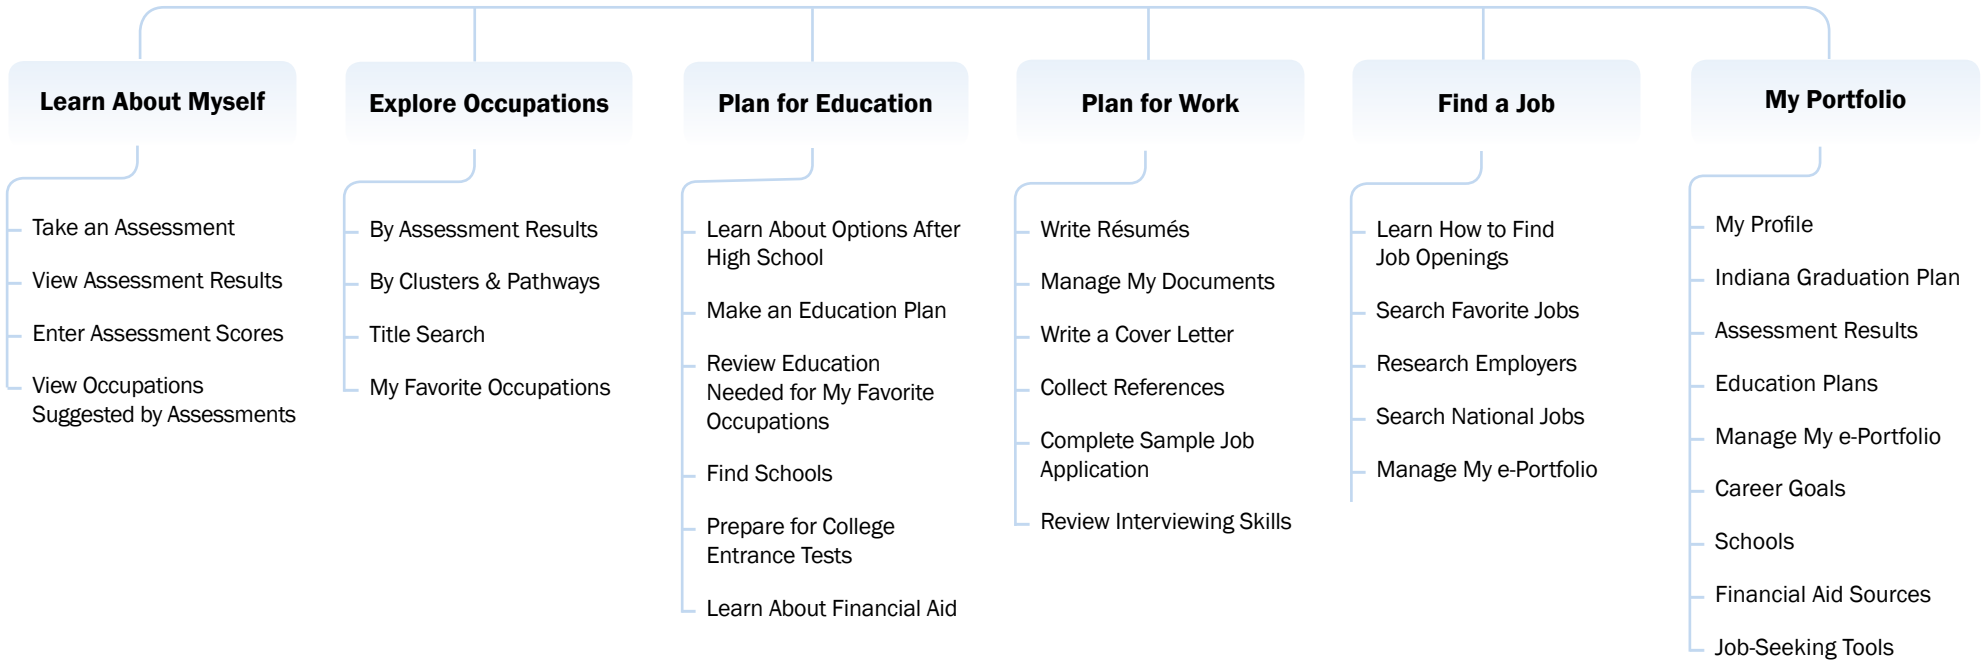 Learn About Myself
Take an Assessment
View Assessment Results
Enter Assessment Scores
View Occupations
Suggested by Assessments
Explore Occupations
By Assessment Results
By Clusters & Pathways
Title Search
My Favorite Occupations
Plan for Education
Learn About Options After
High School
Make an Education Plan
Review Education
Needed for My Favorite
Occupations
Find Schools
Prepare for College
Entrance Tests
Learn About Financial Aid
Plan for Work
Write Résumés
Manage My Documents
Write a Cover Letter
Collect References
Complete Sample Job
Application
Review Interviewing Skills
Find a Job
Learn How to Find
Job Openings
Search Favorite Jobs
Research Employers
Search National Jobs
Manage My e-Portfolio
My Portfolio
My Profile
Indiana Graduation Plan
Assessment Results
Education Plans
Manage My e-Portfolio
Career Goals
Schools
Financial Aid Sources
Job-Seeking Tools